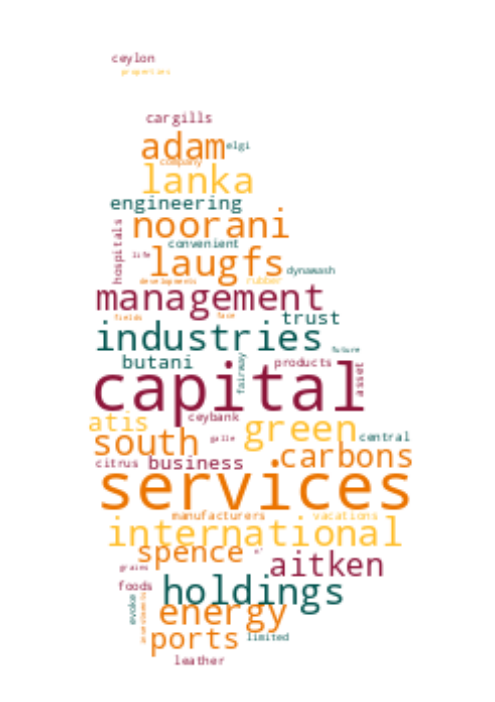 ceylon
properties
cargills
adam elgi
company
lanka
engineering
noorani
hospitals
convenient
life laugfs
dynawash
developments rubber
management
fields face trust
industries
future
butani fairway products asset
capital
atis ceybank green
south galle central
citrus business carbons
services
manufacturers vacations
international
spence n' aitken
grains
foods holdings
evoke investments energy
ports limited
leather